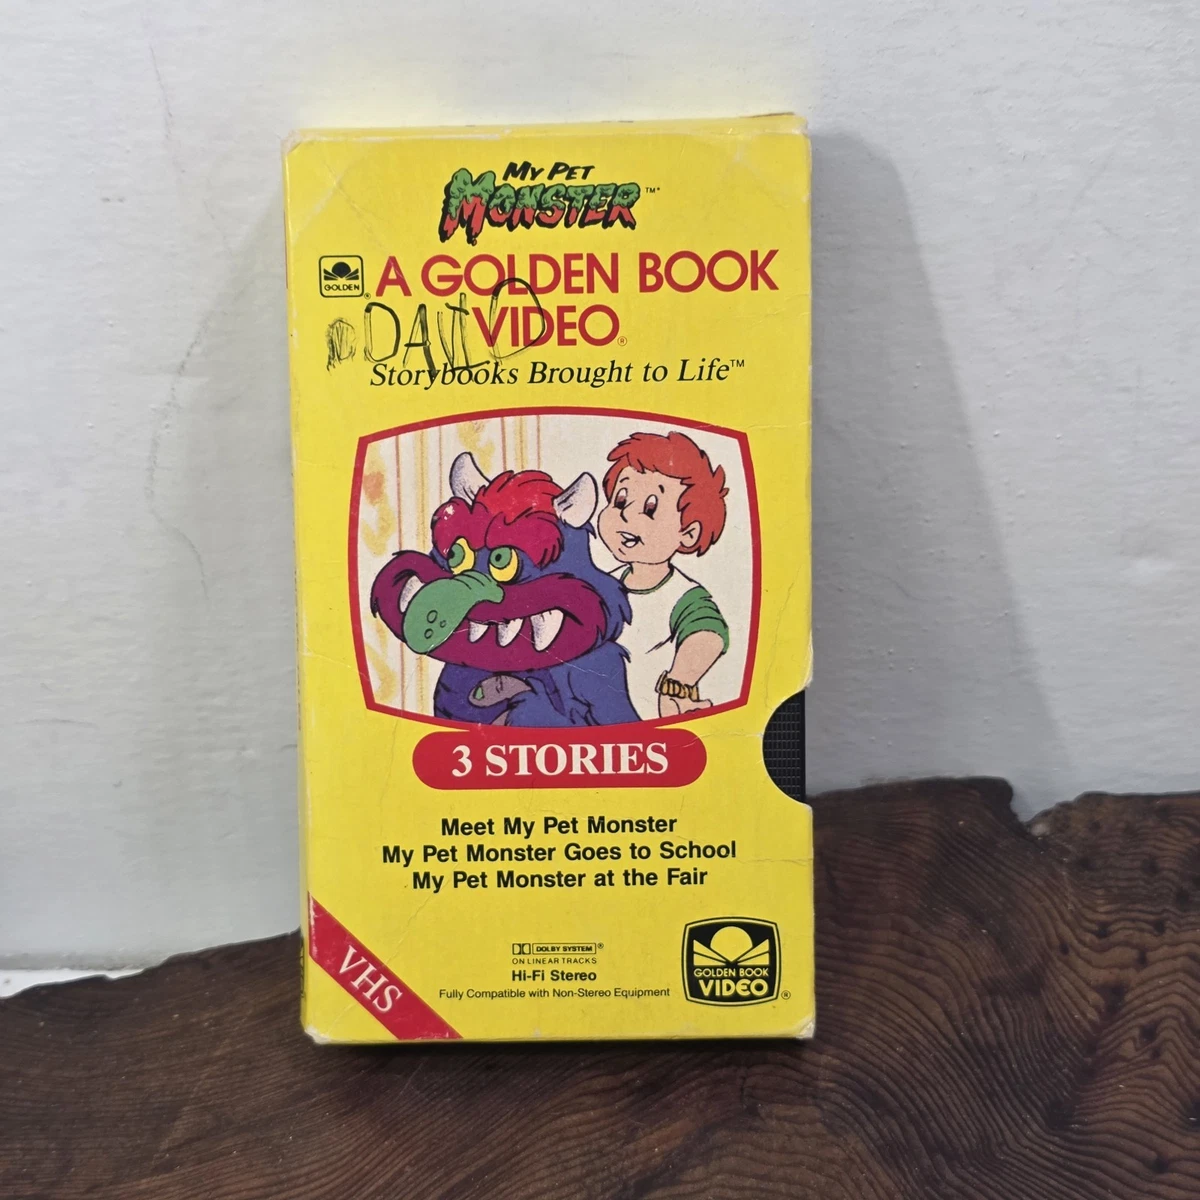 MY PET
MONSTER™
GOLDEN®
A GOLDEN BOOK
DAVID
VIDEO®
Storybooks Brought to Life™
3 STORIES
Meet My Pet Monster
My Pet Monster Goes to School
My Pet Monster at the Fair
VHS
DOLBY SYSTEM®
ON LINEAR TRACKS
Hi-Fi Stereo
Fully Compatible with Non-Stereo Equipment
GOLDEN BOOK
VIDEO®